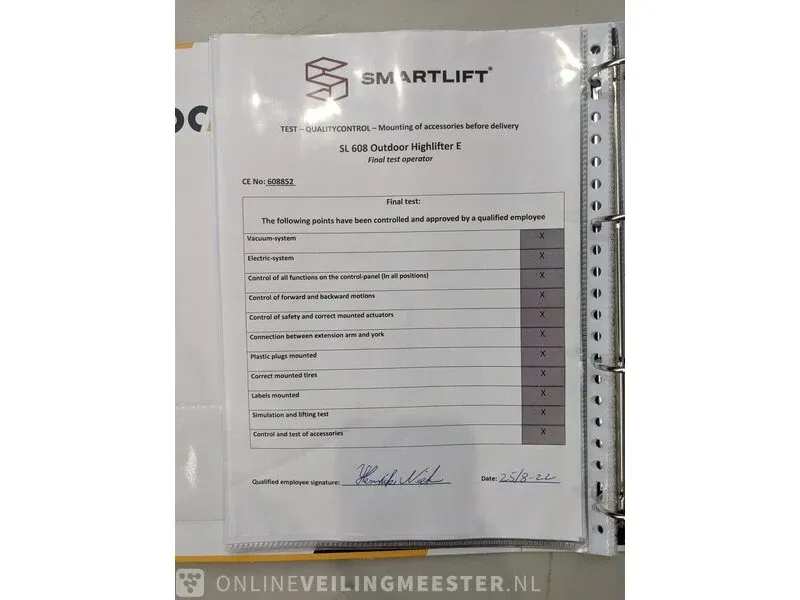 SMARTLIFT®
TEST – QUALITYCONTROL – Mounting of accessories before delivery
SL 608 Outdoor Highlifter E
Final test operator
CE No: 608852
Final test:
The following points have been controlled and approved by a qualified employee
Vacuum-system X
Electric-system X
Control of all functions on the control-panel (In all positions) X
Control of forward and backward motions X
Control of safety and correct mounted actuators X
Connection between extension arm and york X
Plastic plugs mounted X
Correct mounted tires X
Labels mounted X
Simulation and lifting test X
Control and test of accessories X
Qualified employee signature: Henrik
Date: 25/8-22
ONLINEVEILINGMEESTER.NL